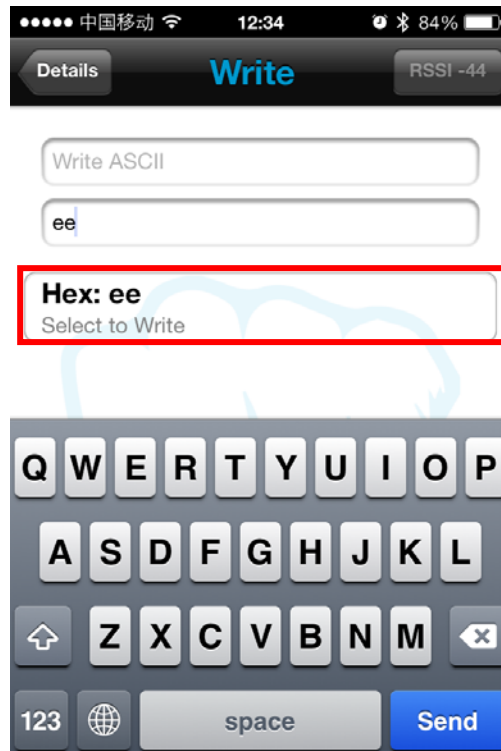 中国移动 12:34 84%
Details Write RSSI -44
Write ASCII
ee
Hex: ee
Select to Write
Q W E R T Y U I O P
A S D F G H J K L
Z X C V B N M
123 space Send